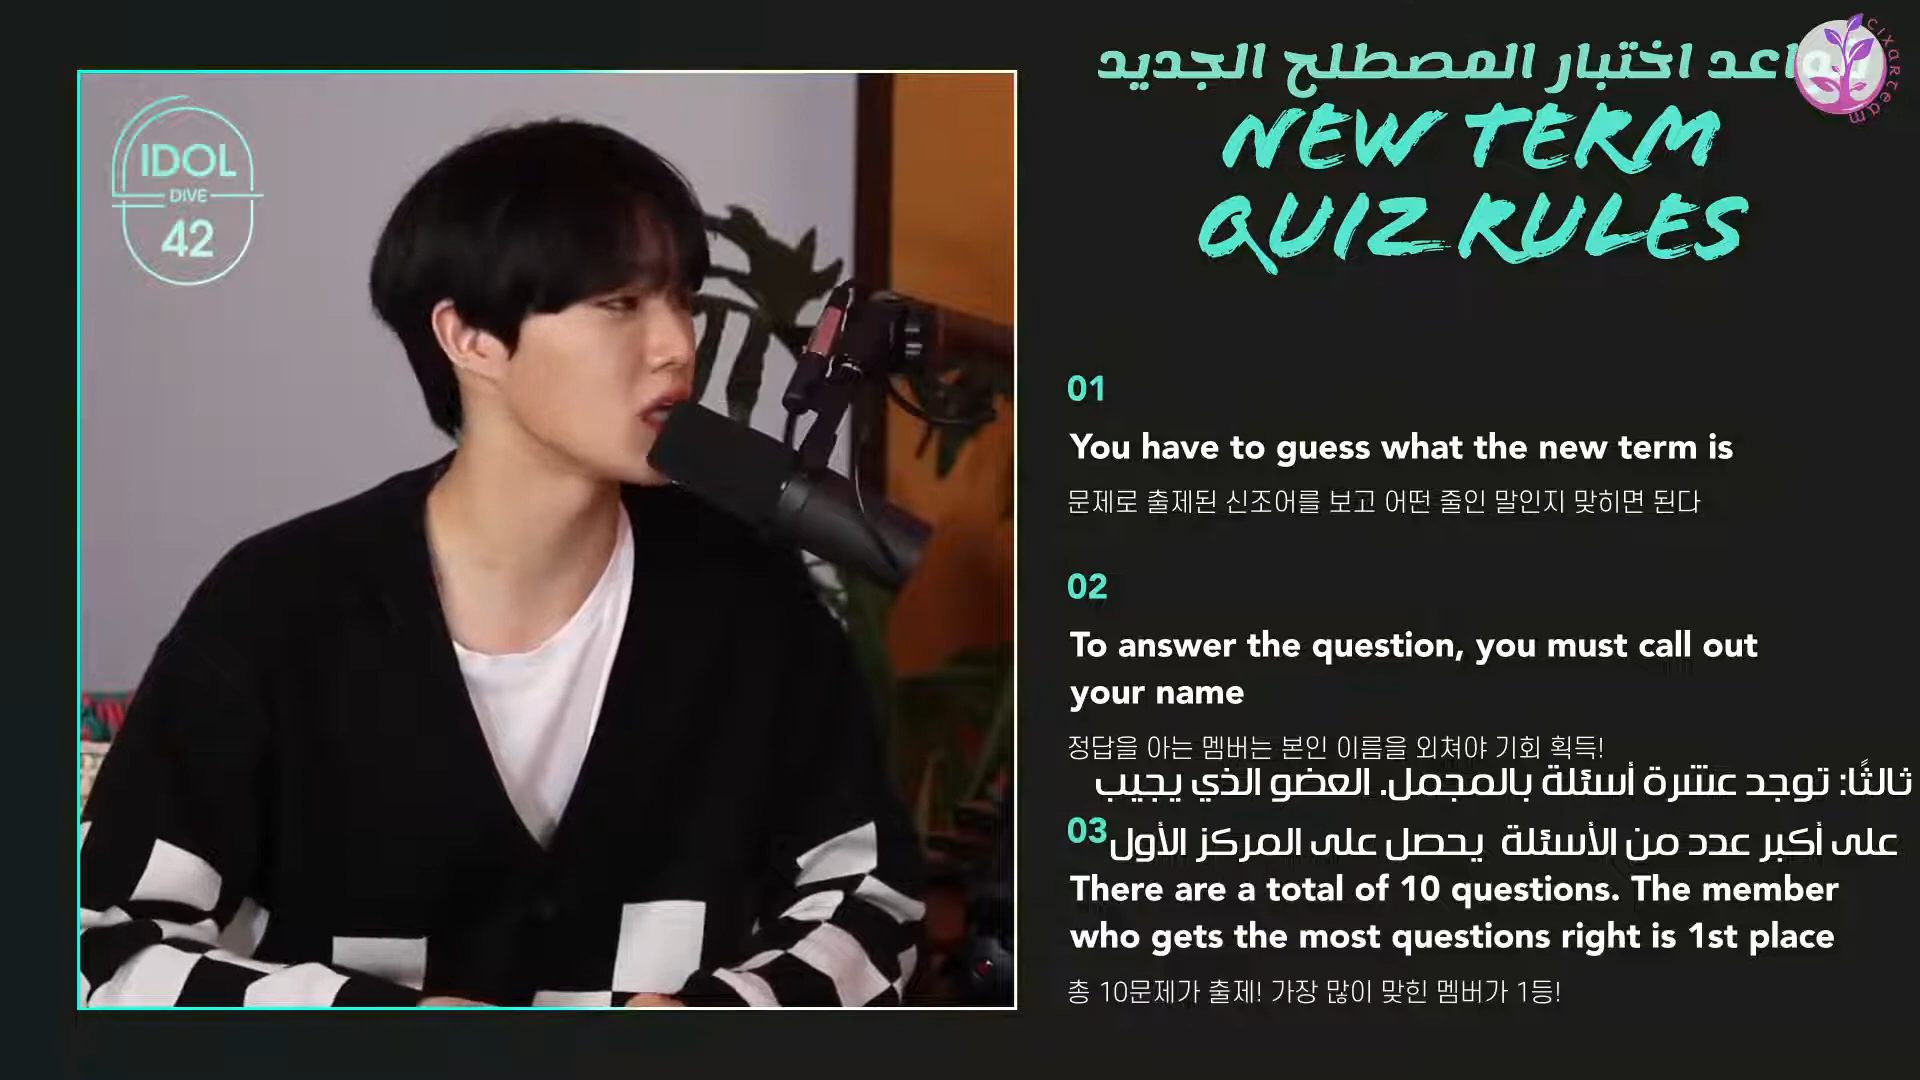 IDOL
DIVE
42
اختبار المصطلح الجديد
cixarteam
NEW TERM
QUIZ RULES
01
You have to guess what the new term is
문제로 출제된 신조어를 보고 어떤 줄인 말인지 맞히면 된다
02
To answer the question, you must call out
your name
정답을 아는 멤버는 본인 이름을 외쳐야 기회 획득!
ثالثًا: توجد عشرة أسئلة بالمجمل. العضو الذي يجيب
على أكبر عدد من الأسئلة يحصل على المركز الأول
03
There are a total of 10 questions. The member
who gets the most questions right is 1st place
총 10문제가 출제! 가장 많이 맞힌 멤버가 1등!